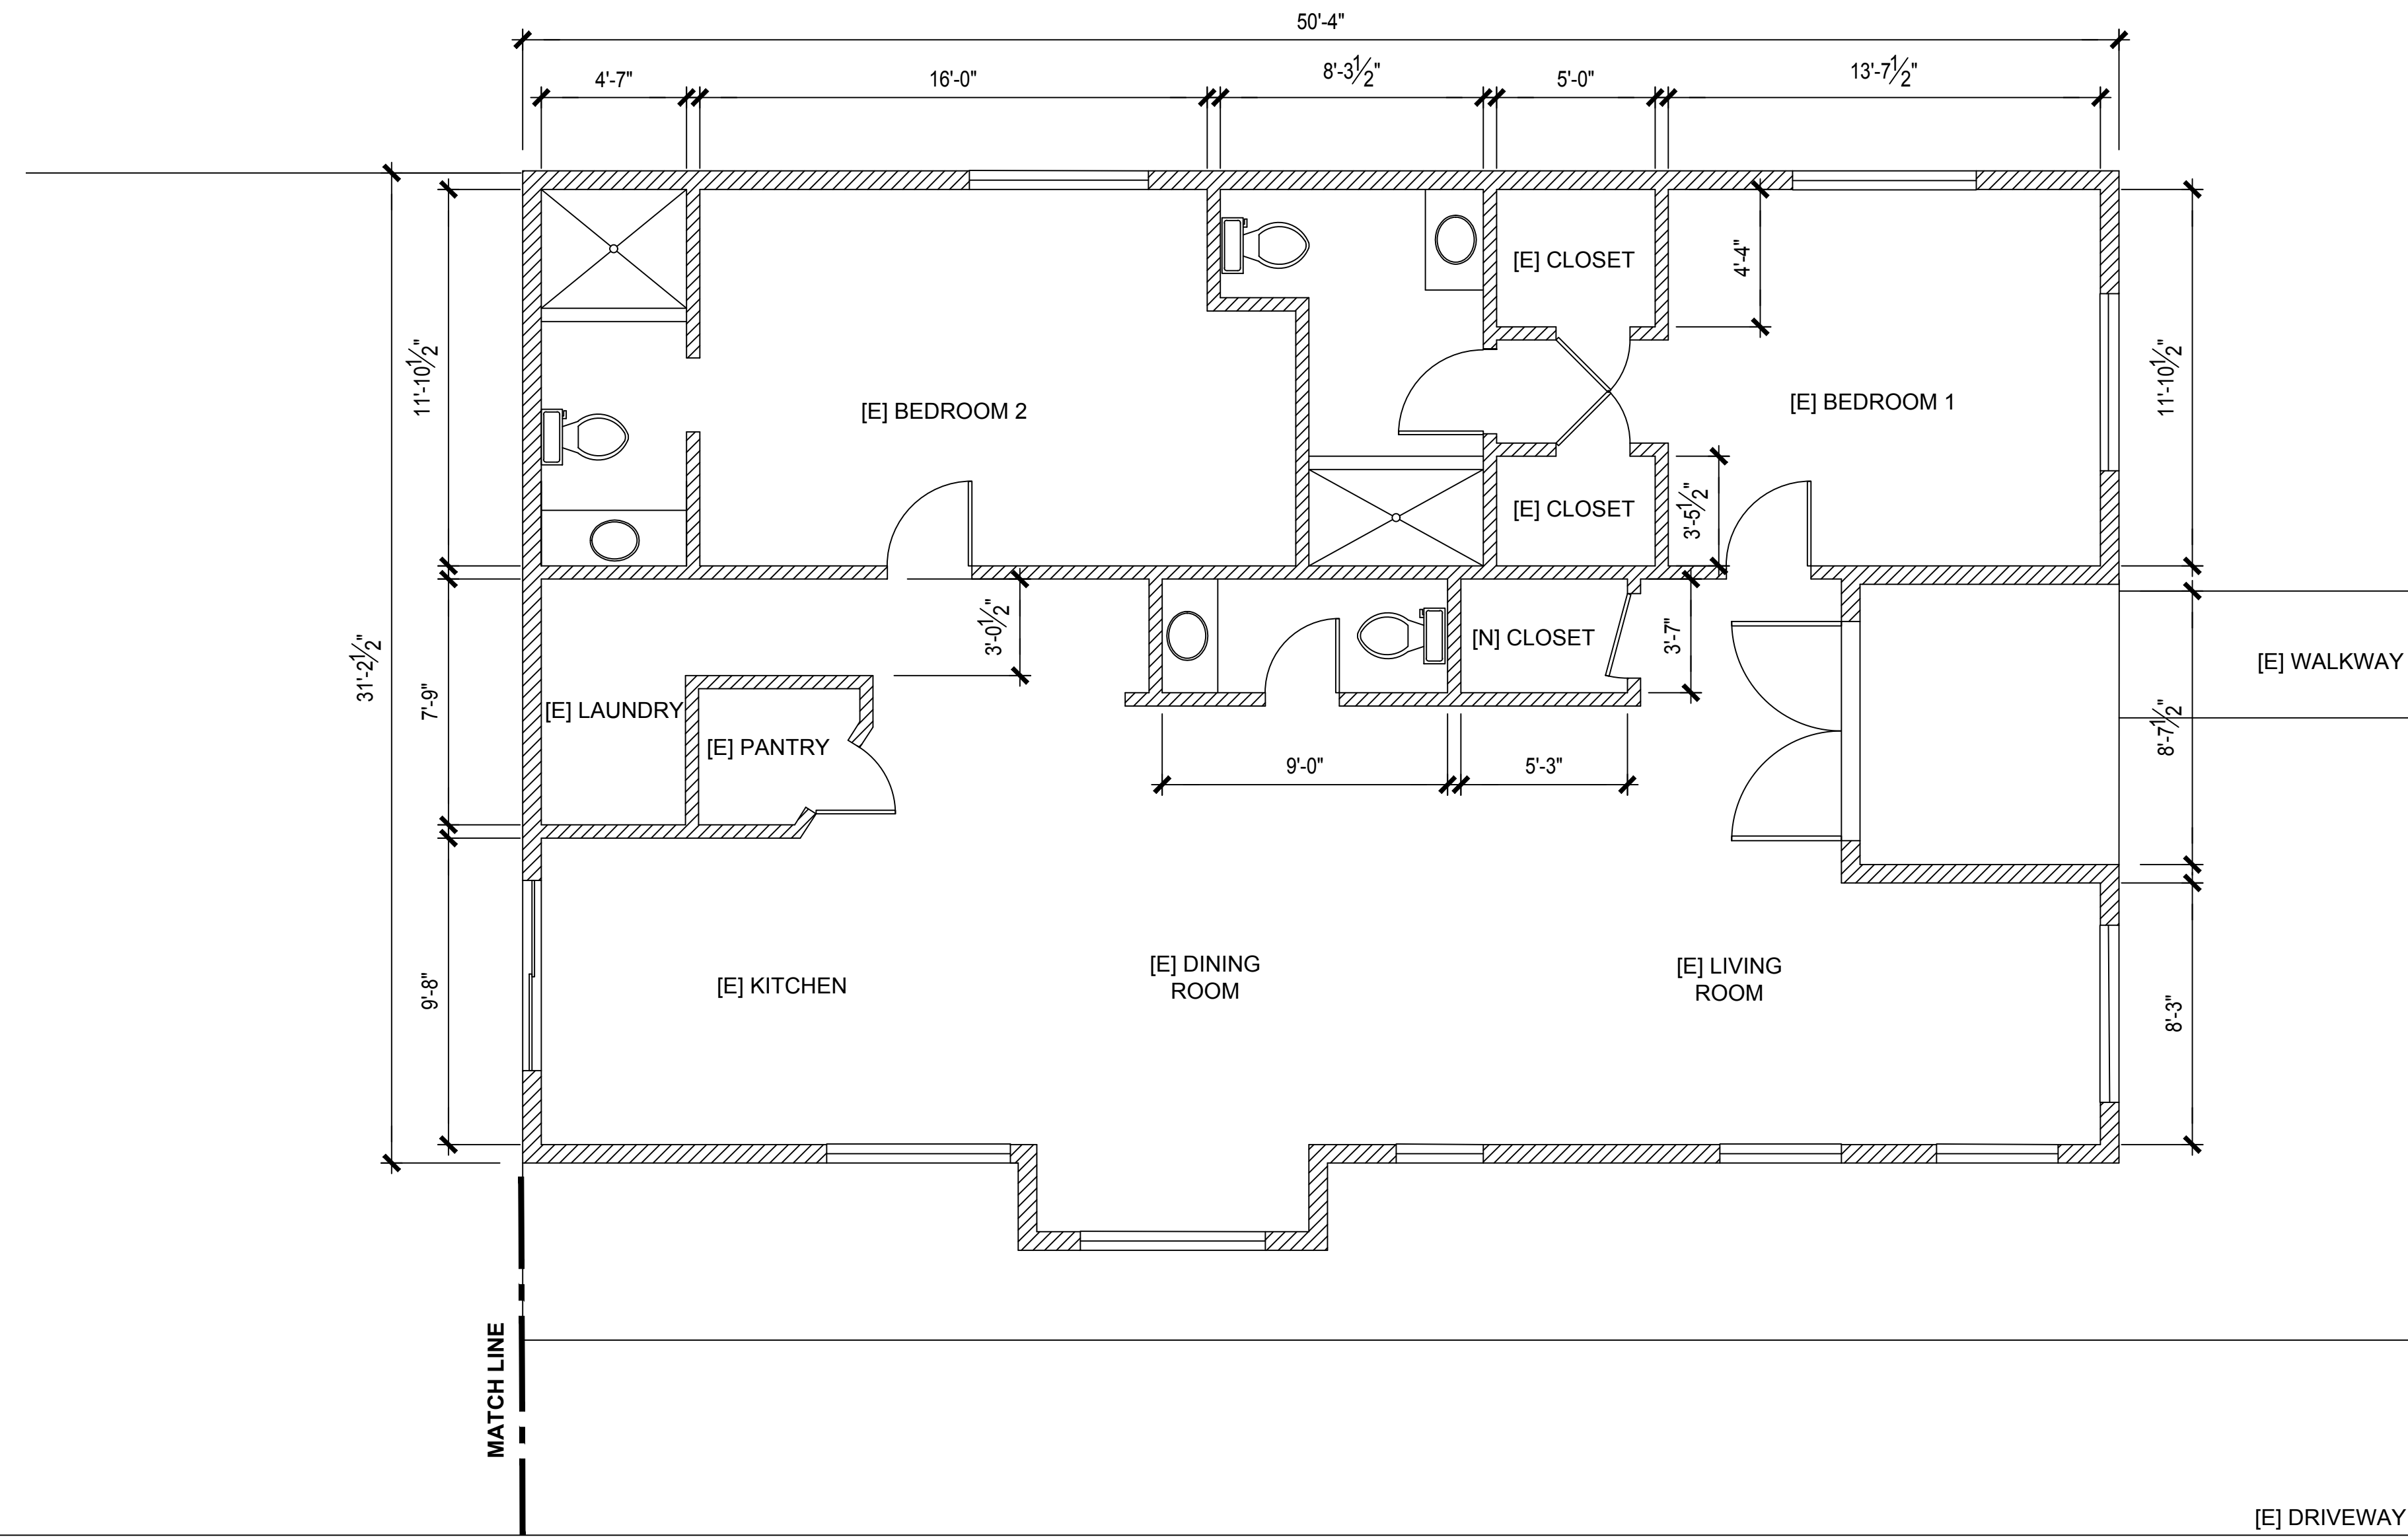 50'-4"
4'-7"
16'-0"
8'-3½"
5'-0"
13'-7½"
[E] CLOSET
4'-4"
11'-10½"
11'-10½"
[E] BEDROOM 2
[E] BEDROOM 1
[E] CLOSET
3'-5½"
3'-0½"
[N] CLOSET
3'-7"
31'-2½"
[E] WALKWAY
7'-9"
[E] LAUNDRY
[E] PANTRY
8'-7½"
9'-0"
5'-3"
9'-8"
[E] KITCHEN
[E] DINING
ROOM
[E] LIVING
ROOM
8'-3"
MATCH LINE
[E] DRIVEWAY